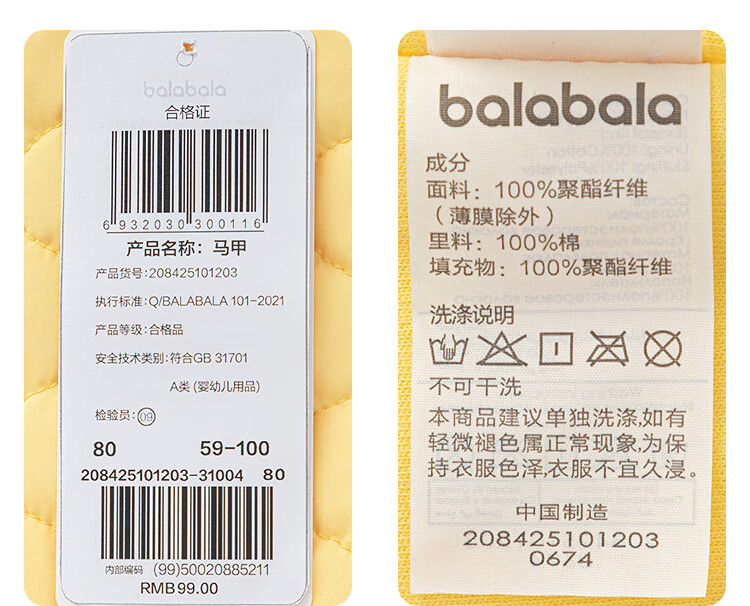 balabala
合格证
6 932030 300116
产品名称：马甲
产品货号:208425101203
执行标准:Q/BALABALA 101-2021
产品等级:合格品
安全技术类别:符合GB 31701
A类 (婴幼儿用品)
检验员: 09
80 59-100
208425101203-31004 80
内部编码 (99)50020885211
RMB99.00
balabala
成分
面料：100%聚酯纤维
（薄膜除外）
里料：100%棉
填充物：100%聚酯纤维
洗涤说明
不可干洗
本商品建议单独洗涤,如有
轻微褪色属正常现象,为保
持衣服色泽,衣服不宜久浸。
中国制造
208425101203
0674